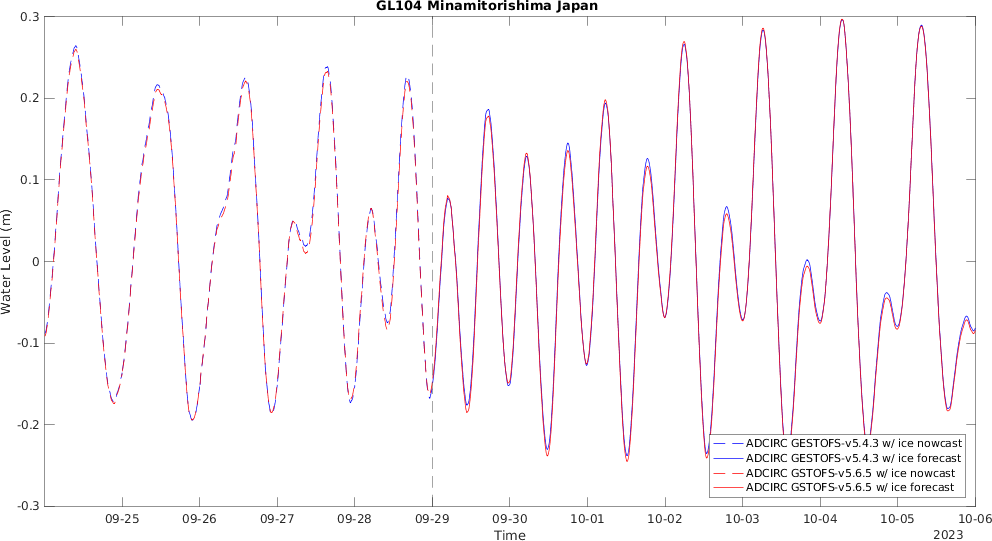 GL104 Minamitorishima Japan
Water Level (m)
0.3
0.2
0.1
0
-0.1
-0.2
-0.3
ADCIRC GESTOFS-v5.4.3 w/ ice nowcast
ADCIRC GESTOFS-v5.4.3 w/ ice forecast
ADCIRC GSTOFS-v5.6.5 w/ ice nowcast
ADCIRC GSTOFS-v5.6.5 w/ ice forecast
09-25 09-26 09-27 09-28 09-29 09-30 10-01 10-02 10-03 10-04 10-05 10-06
Time
2023